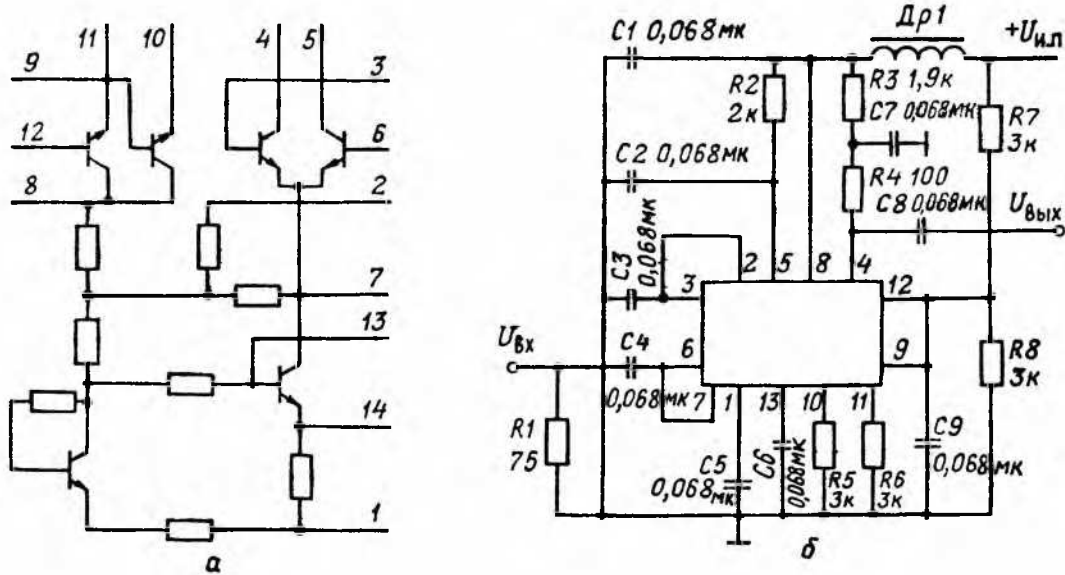 11
10
4
5
9
3
12
6
8
2
7
13
14
1
а
Др1
+Uи.п
C1 0,068мк
R2
2к
R3 1,9к
C7 0,068мк
R7
3к
C2 0,068мк
R4 100
C8 0,068мк
Uвых
C3
0,068мк
2
5
8
4
3
12
Uвх
C4
6
9
R8
3к
0,068мк
7
1
13
10
11
R1
75
C5
0,068мк
C6
0,068мк
R5
3к
R6
3к
C9
0,068мк
б